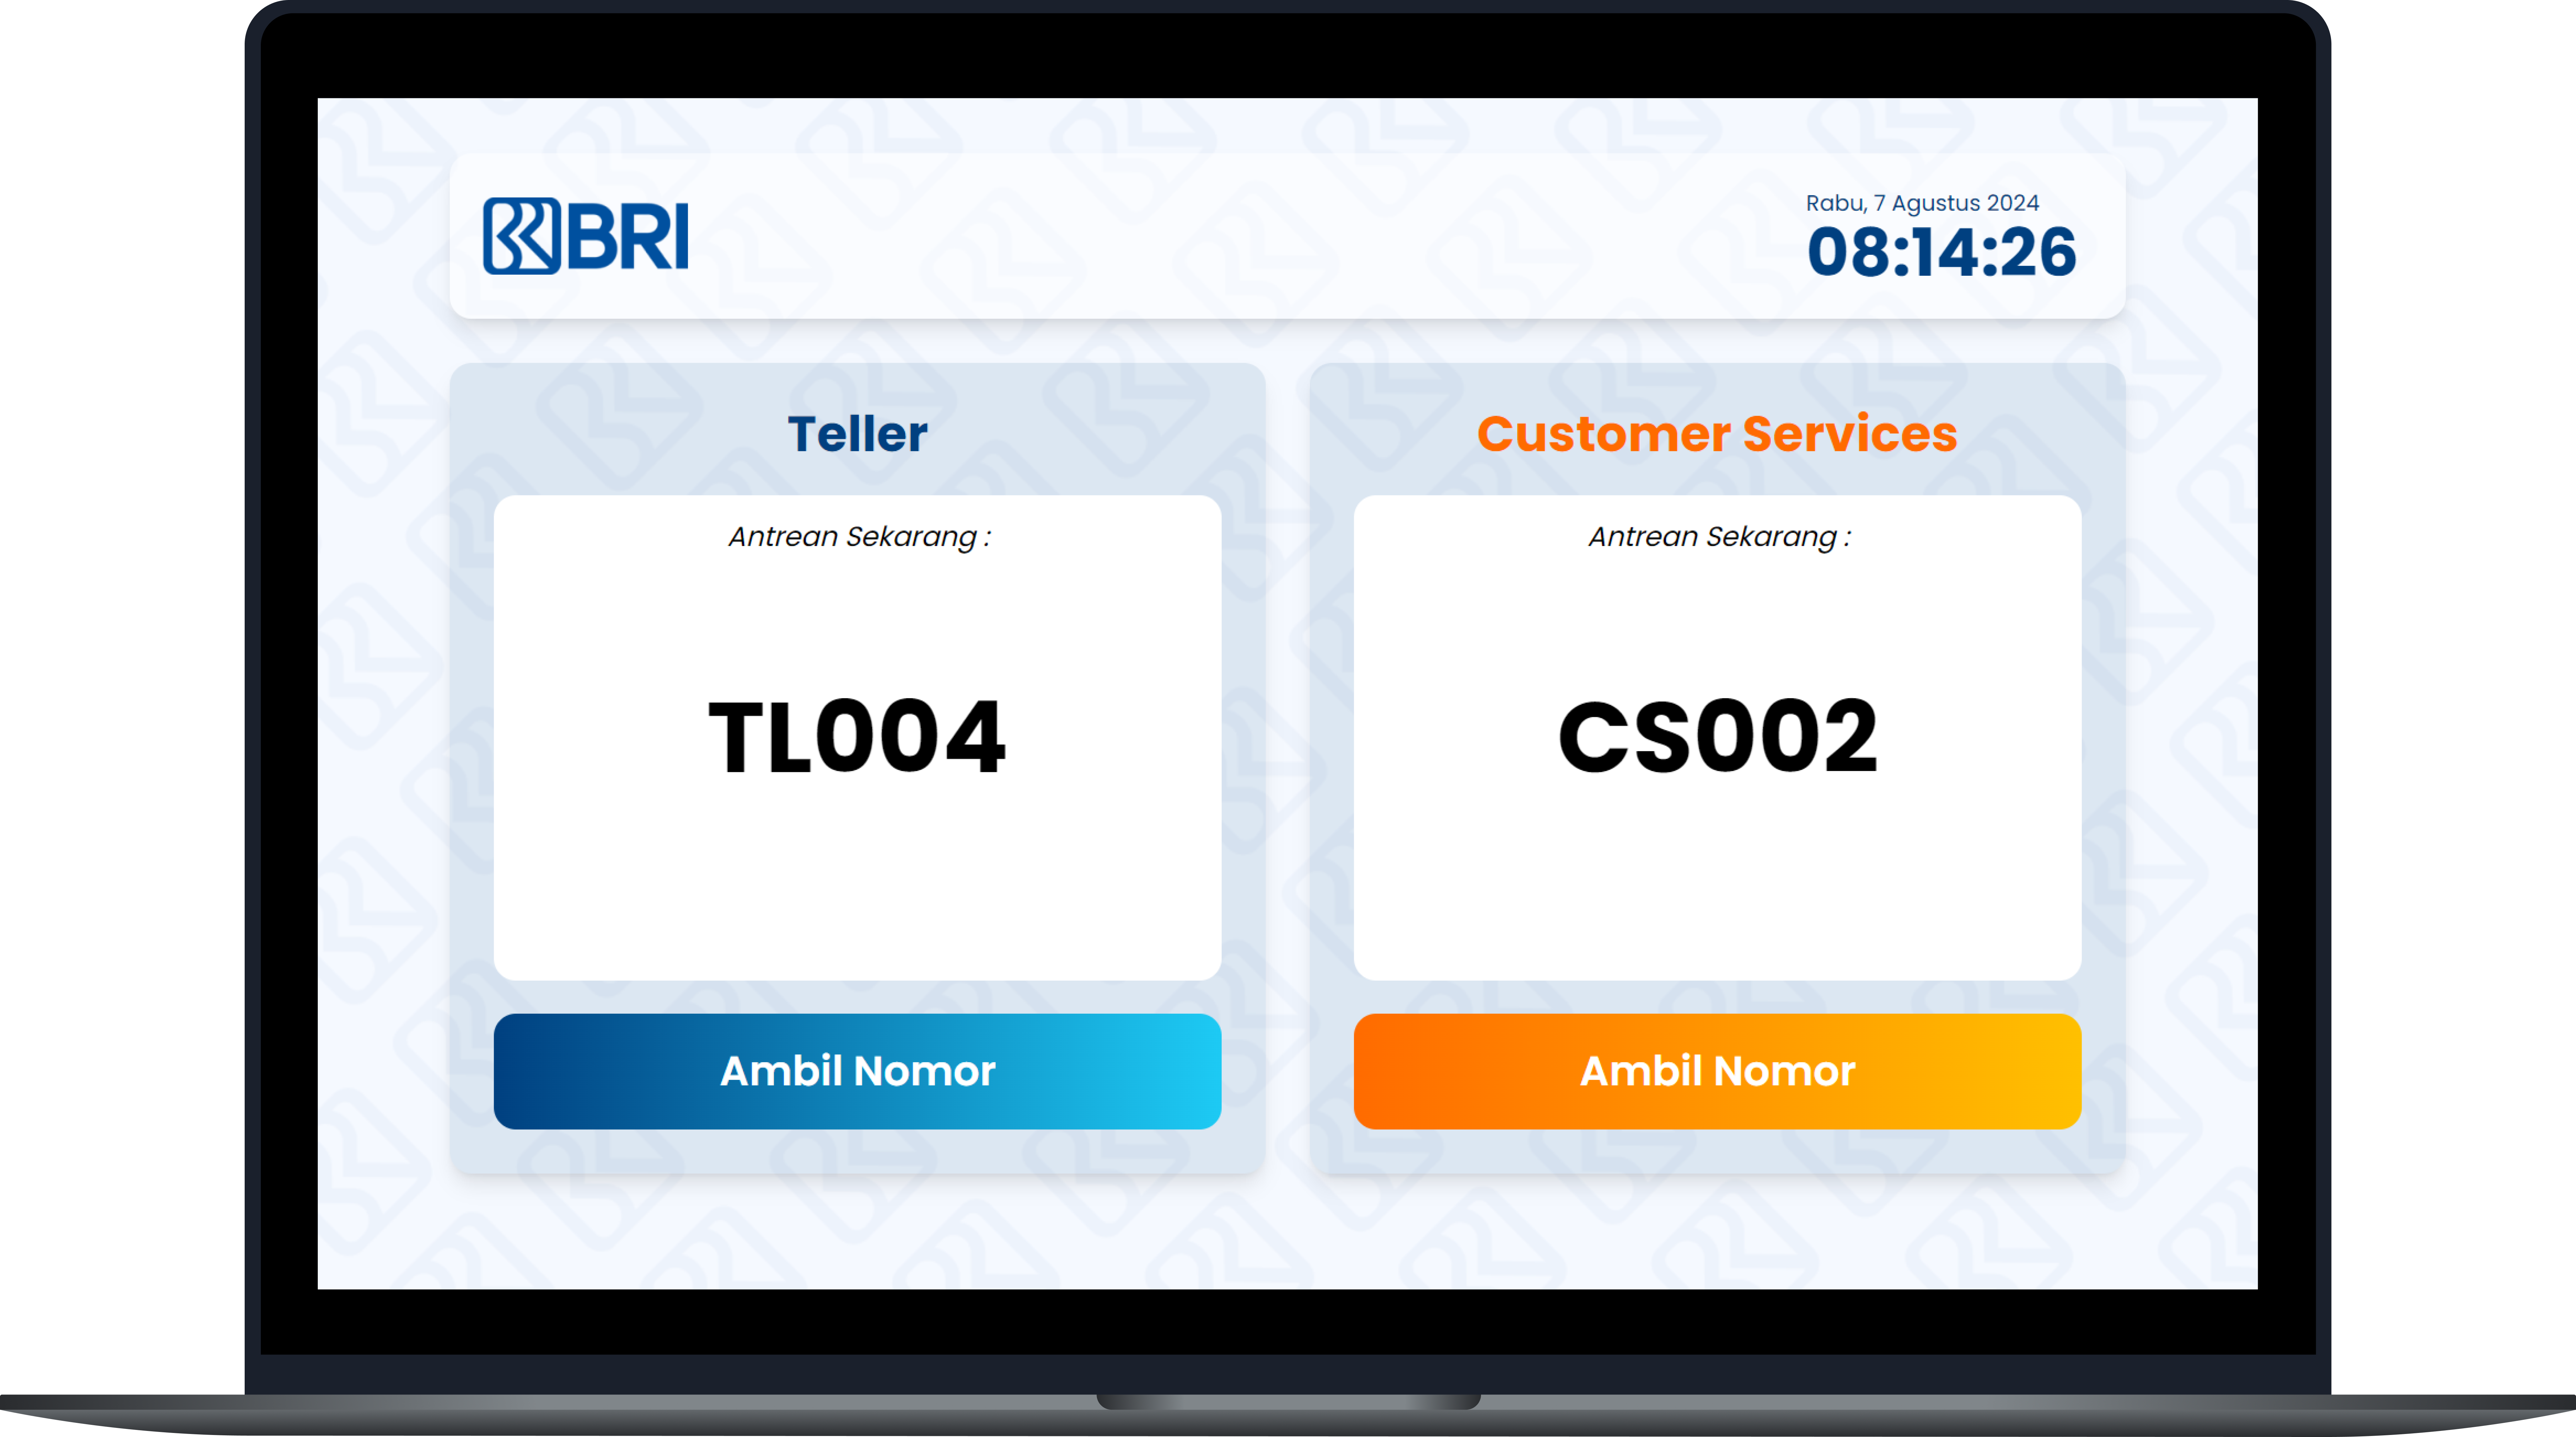 BRI
Rabu, 7 Agustus 2024
08:14:26
Teller
Antrean Sekarang :
TL004
Ambil Nomor
Customer Services
Antrean Sekarang :
CS002
Ambil Nomor